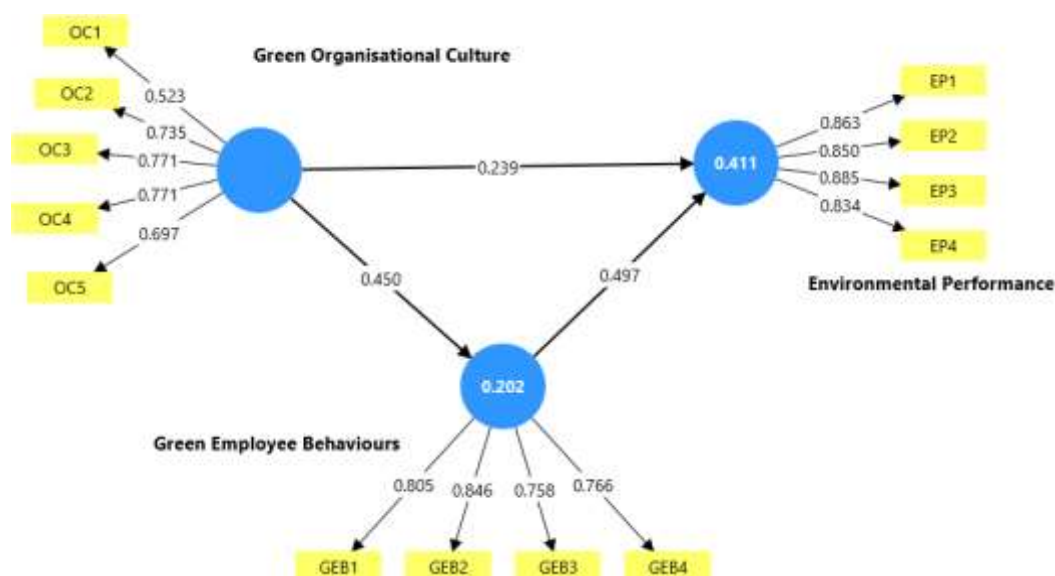 OC1
Green Organisational Culture
OC2
OC3
OC4
OC5
0.523
0.735
0.771
0.771
0.697
0.239
0.411
EP1
EP2
EP3
EP4
0.863
0.850
0.885
0.834
Environmental Performance
0.450
0.497
0.202
Green Employee Behaviours
0.805
0.846
0.758
0.766
GEB1
GEB2
GEB3
GEB4